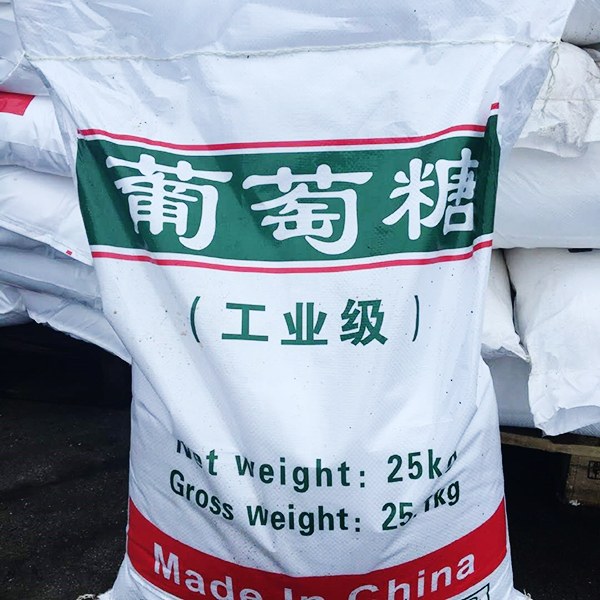 葡萄糖
(工业级)
Net weight: 25kg
Gross weight: 25.1kg
Made In China